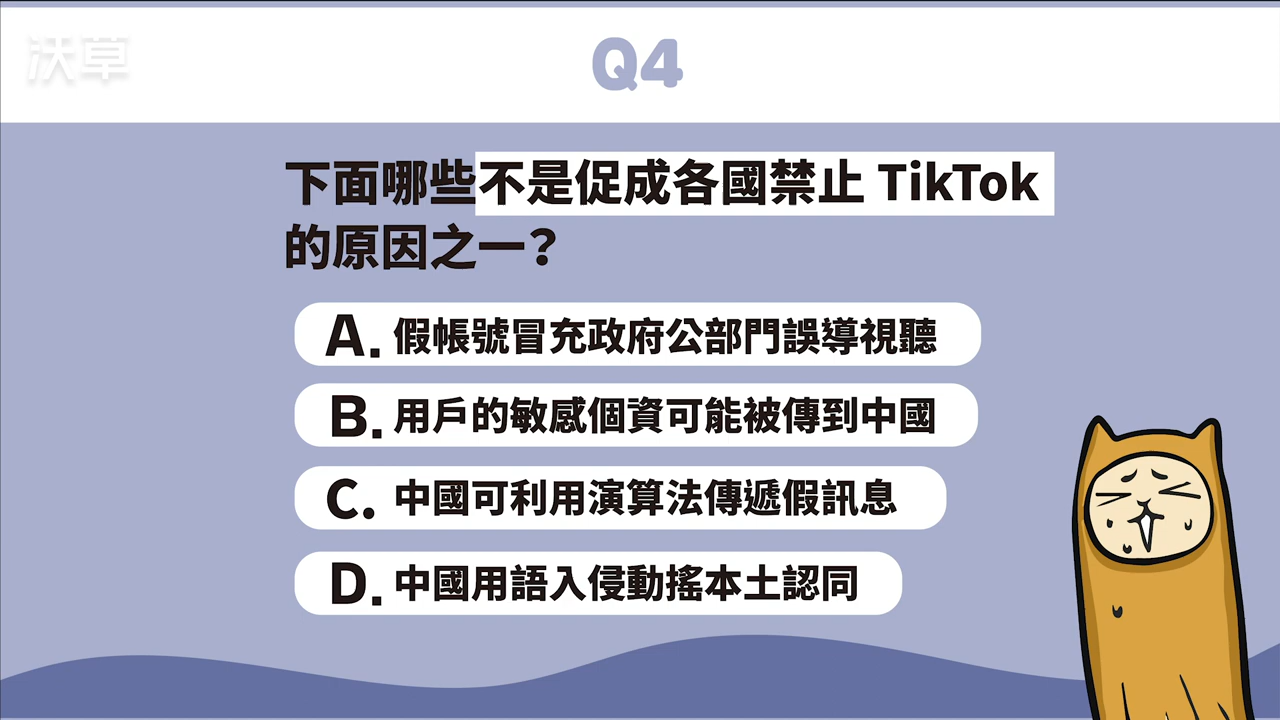 沃草
Q4
下面哪些不是促成各國禁止 TikTok
的原因之一？
A. 假帳號冒充政府公部門誤導視聽
B. 用戶的敏感個資可能被傳到中國
C. 中國可利用演算法傳遞假訊息
D. 中國用語入侵動搖本土認同